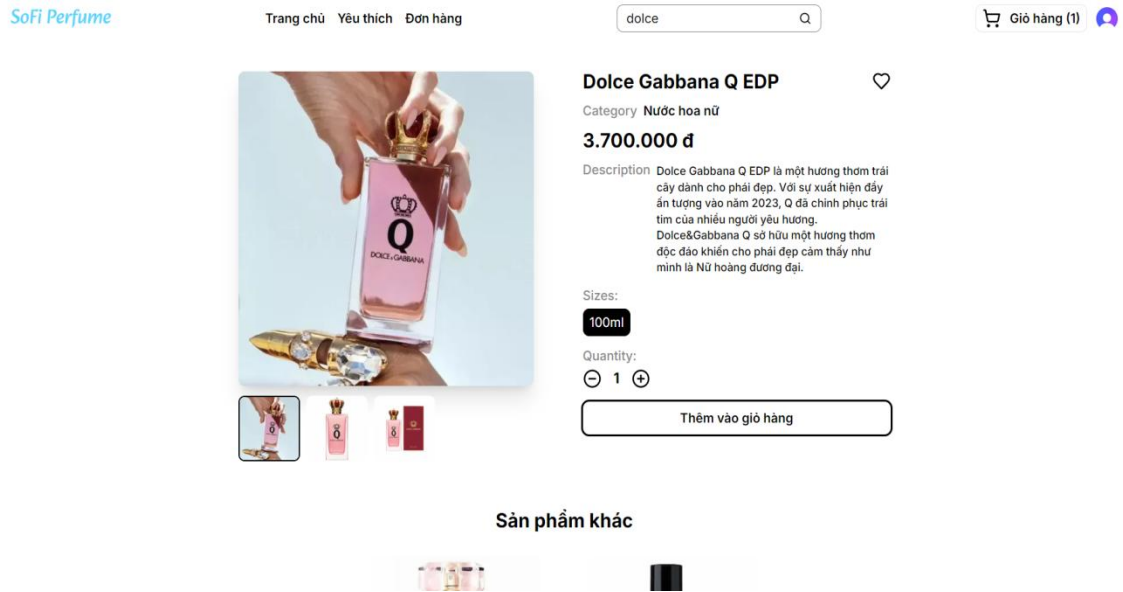 SoFi Perfume
Trang chủ Yêu thích Đơn hàng
dolce
Giỏ hàng (1)
Q
DOLCE & GABBANA
Dolce Gabbana Q EDP
Category Nước hoa nữ
3.700.000 đ
Description Dolce Gabbana Q EDP là một hương thơm trái
cây dành cho phái đẹp. Với sự xuất hiện đầy
ấn tượng vào năm 2023, Q đã chinh phục trái
tim của nhiều người yêu hương.
Dolce&Gabbana Q sở hữu một hương thơm
độc đáo khiến cho phái đẹp cảm thấy như
mình là Nữ hoàng đương đại.
Sizes:
100ml
Quantity:
1
Thêm vào giỏ hàng
Sản phẩm khác